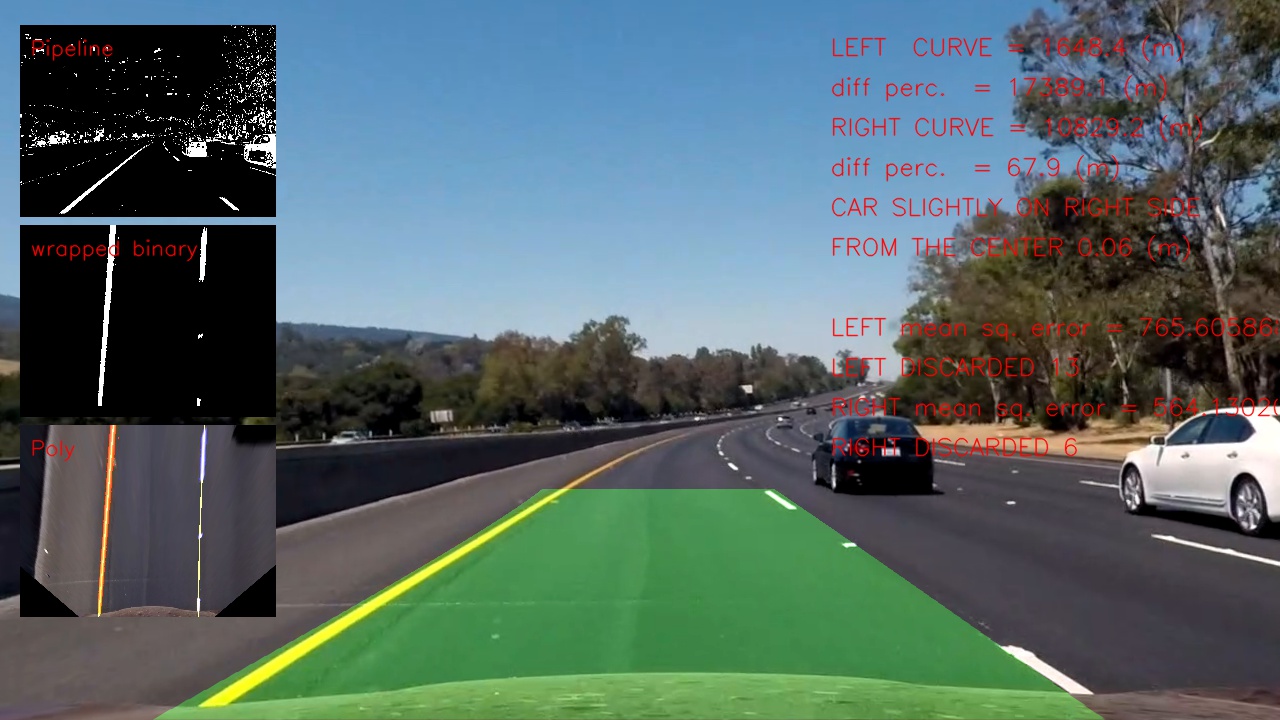 Pipeline
wrapped binary
Poly
LEFT CURVE = 1648.4 (m)
diff perc. = 17389.1 (m)
RIGHT CURVE = 10829.2 (m)
diff perc. = 67.9 (m)
CAR SLIGHTLY ON RIGHT SIDE
FROM THE CENTER 0.06 (m)
LEFT mean sq. error = 765.60586
LEFT DISCARDED 13
RIGHT mean sq. error = 564.13020
RIGHT DISCARDED 6